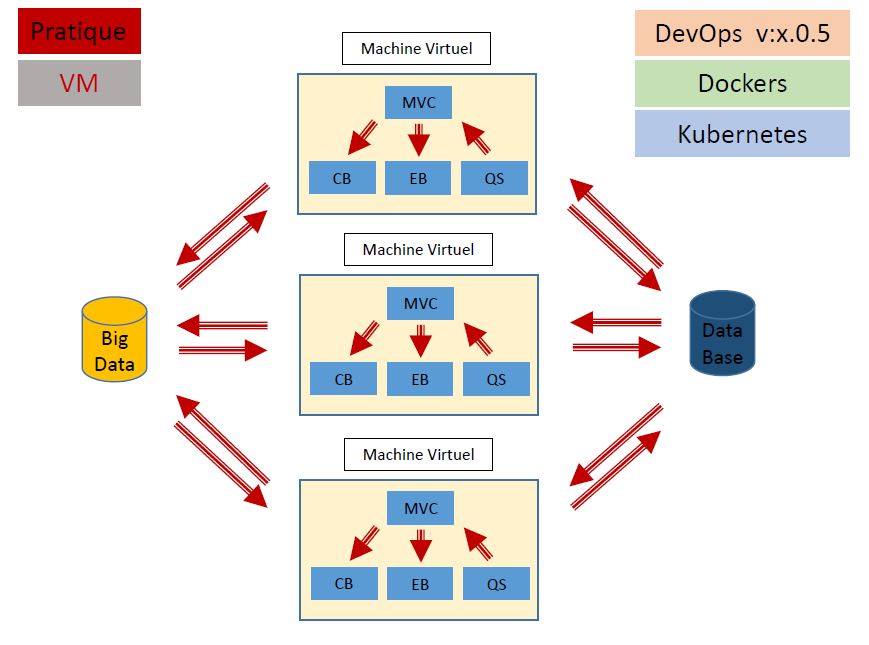 Pratique
VM
DevOps v:x.0.5
Dockers
Kubernetes
Machine Virtuel
MVC
CB EB QS
Machine Virtuel
MVC
CB EB QS
Big
Data
Data
Base
Machine Virtuel
MVC
CB EB QS